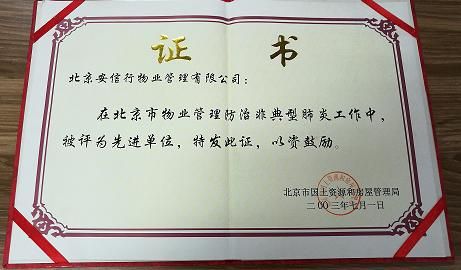 证 书
北京安信行物业管理有限公司：
在北京市物业管理防治非典型肺炎工作中，
被评为先进单位，特发此证，以资鼓励。
北京市国土资源和房屋管理局
二〇〇三年七月一日